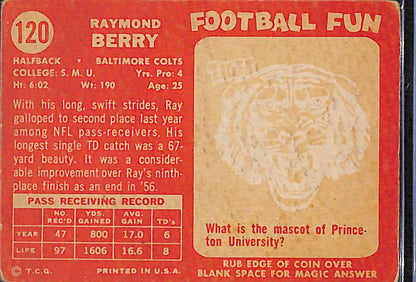 120
RAYMOND
BERRY
HALFBACK • BALTIMORE COLTS
COLLEGE: S. M. U. Yrs. Pro: 4
Ht: 6:02 Wt: 190 Age: 25
With his long, swift strides, Ray
galloped to second place last year
among NFL pass-receivers. His
longest single TD catch was a 67-
yard beauty. It was a consider-
able improvement over Ray's ninth-
place finish as an end in '56.
PASS RECEIVING RECORD
NO. REC'D YDS. GAINED AVG. GAIN TD's
YEAR 47 800 17.0 6
LIFE 97 1606 16.6 8
© T.C.G. PRINTED IN U.S.A.
FOOTBALL FUN
TIGER
What is the mascot of Prince-
ton University?
RUB EDGE OF COIN OVER
BLANK SPACE FOR MAGIC ANSWER